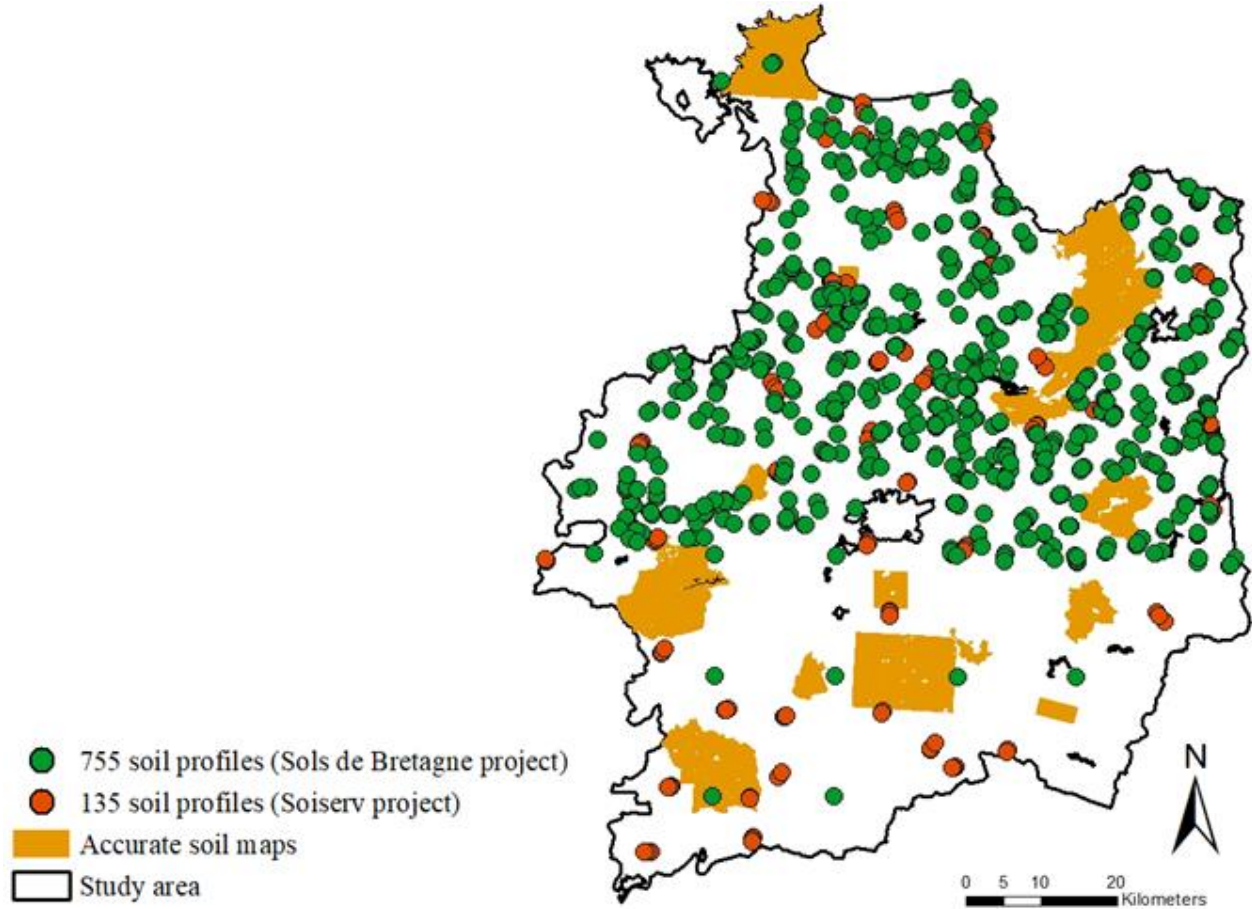 755 soil profiles (Sols de Bretagne project)
135 soil profiles (Soiserv project)
Accurate soil maps
Study area
N
0 5 10 20
Kilometers